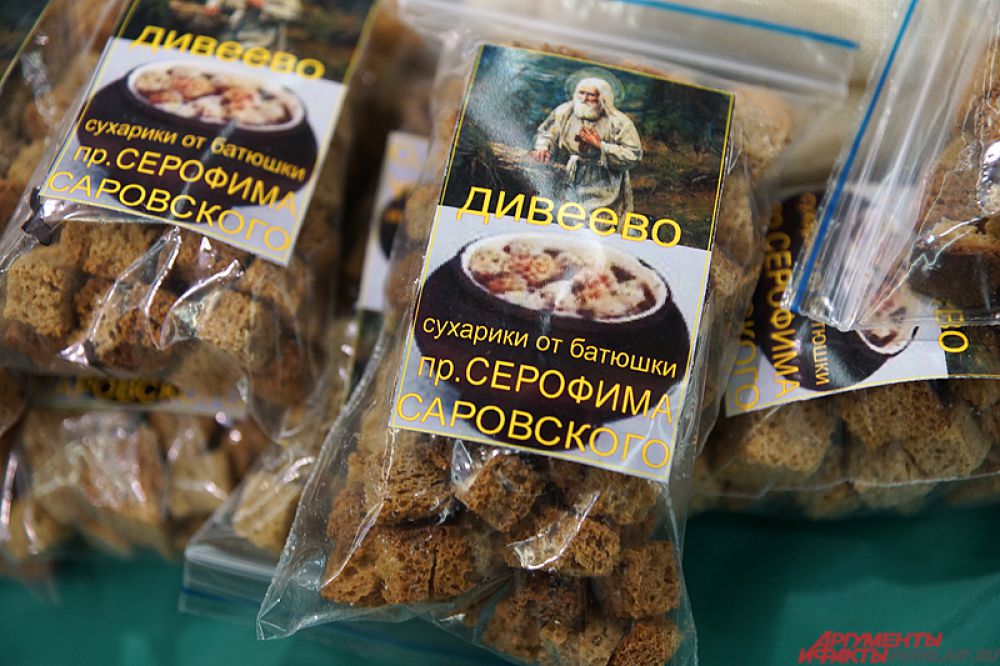 дивеево
сухарики от батюшки
пр.СЕРОФИМА
САРОВСКОГО
дивеево
сухарики от батюшки
пр.СЕРОФИМА
САРОВСКОГО
АРГУМЕНТЫ
И ФАКТЫ